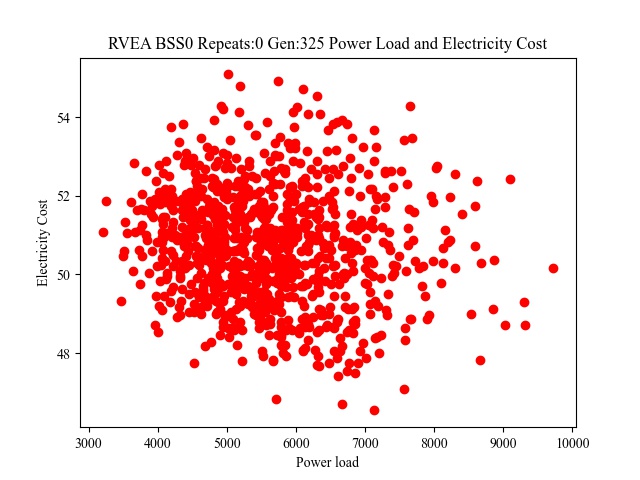 RVEA BSS0 Repeats:0 Gen:325 Power Load and Electricity Cost
54
52
50
48
Electricity Cost
3000 4000 5000 6000 7000 8000 9000 10000
Power load